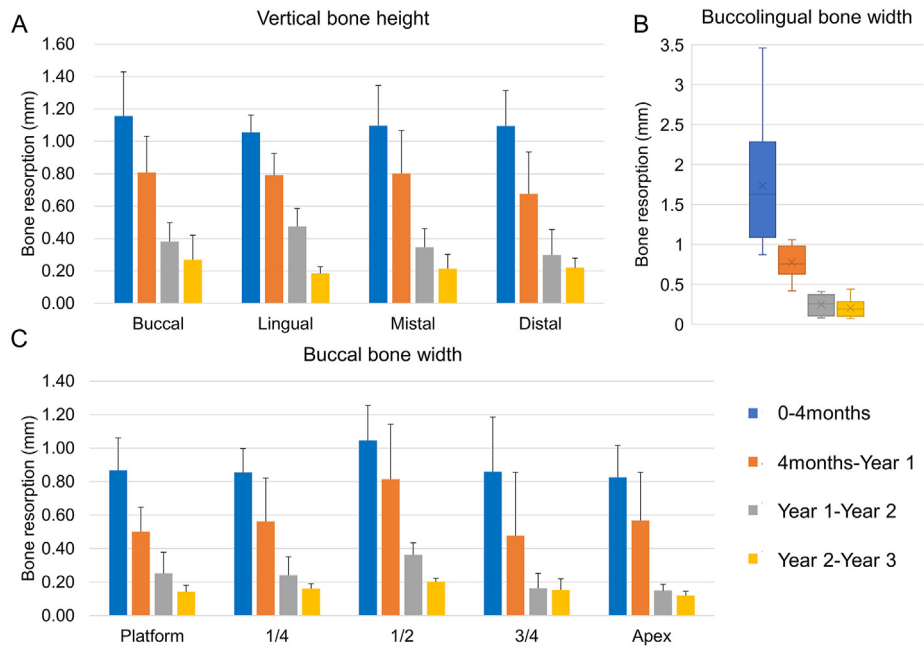 A
Vertical bone height
Bone resorption (mm)
1.60
1.40
1.20
1.00
0.80
0.60
0.40
0.20
0.00
Buccal Lingual Mistal Distal
B
Buccolingual bone width
Bone resorption (mm)
3.5
3
2.5
2
1.5
1
0.5
0
C
Buccal bone width
Bone resorption (mm)
1.40
1.20
1.00
0.80
0.60
0.40
0.20
0.00
Platform 1/4 1/2 3/4 Apex
0-4months
4months-Year 1
Year 1-Year 2
Year 2-Year 3